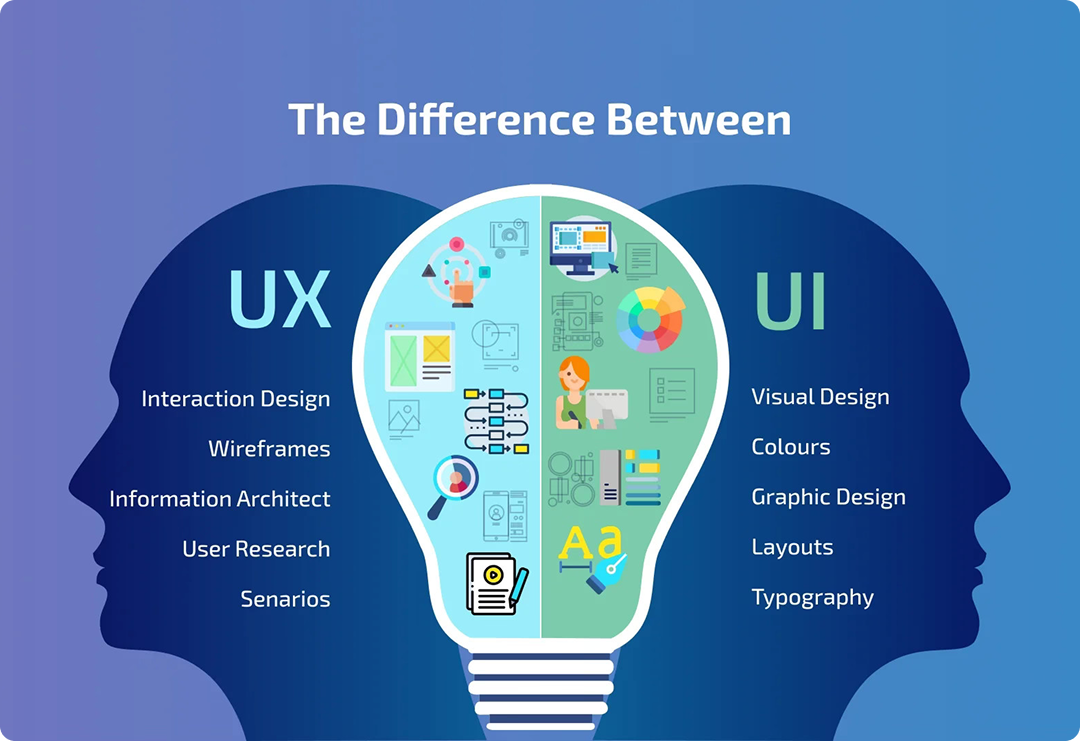 The Difference Between
UX
Interaction Design
Wireframes
Information Architect
User Research
Senarios
UI
Visual Design
Colours
Graphic Design
Layouts
Typography
Aa